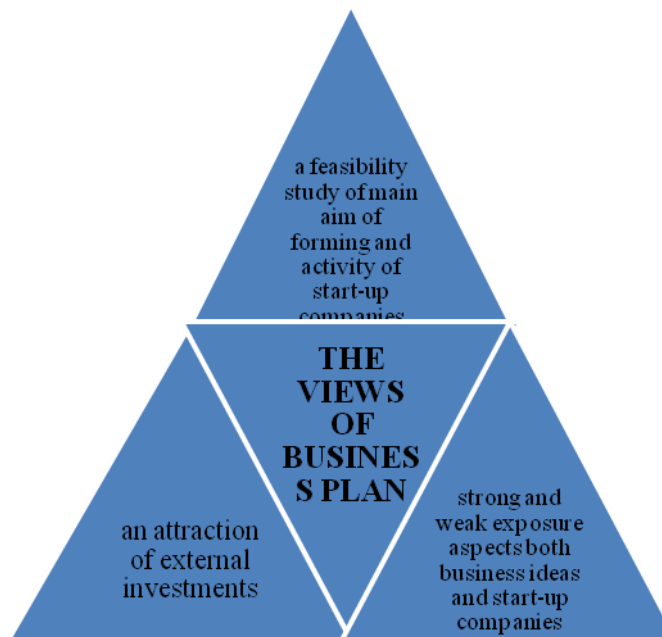 a feasibility
study of main
aim of
forming and
activity of
start-up
companies
THE
VIEWS
OF
BUSINES
S PLAN
an attraction
of external
investments
strong and
weak exposure
aspects both
business ideas
and start-up
companies